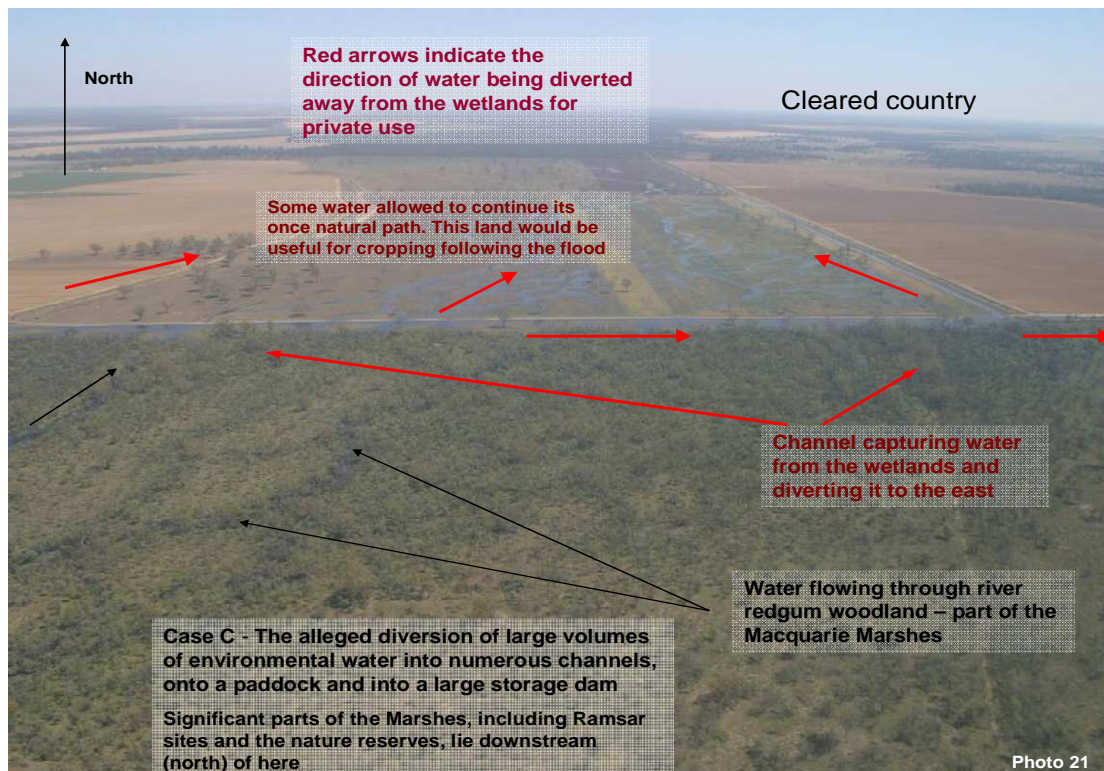 Red arrows indicate the
direction of water being diverted
away from the wetlands for
private use
North
Cleared country
Some water allowed to continue its
once natural path. This land would be
useful for cropping following the flood
Channel capturing water
from the wetlands and
diverting it to the east
Water flowing through river
redgum woodland – part of the
Macquarie Marshes
Case C - The alleged diversion of large volumes
of environmental water into numerous channels,
onto a paddock and into a large storage dam
Significant parts of the Marshes, including Ramsar
sites and the nature reserves, lie downstream
(north) of here
Photo 21